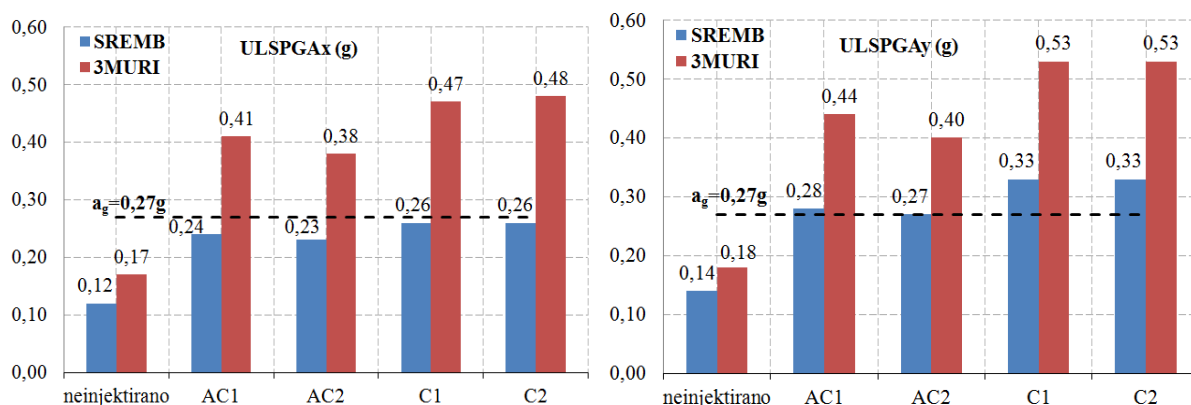 ULSPGAx (g)
SREMB
3MURI
0,60
0,50
0,40
0,30
0,20
0,10
0,00
a_g=0,27g
0,12
0,17
0,24
0,41
0,23
0,38
0,26
0,47
0,26
0,48
neinjektirano
AC1
AC2
C1
C2
ULSPGAy (g)
SREMB
3MURI
0,60
0,50
0,40
0,30
0,20
0,10
0,00
a_g=0,27g
0,14
0,18
0,28
0,44
0,27
0,40
0,33
0,53
0,33
0,53
neinjektirano
AC1
AC2
C1
C2